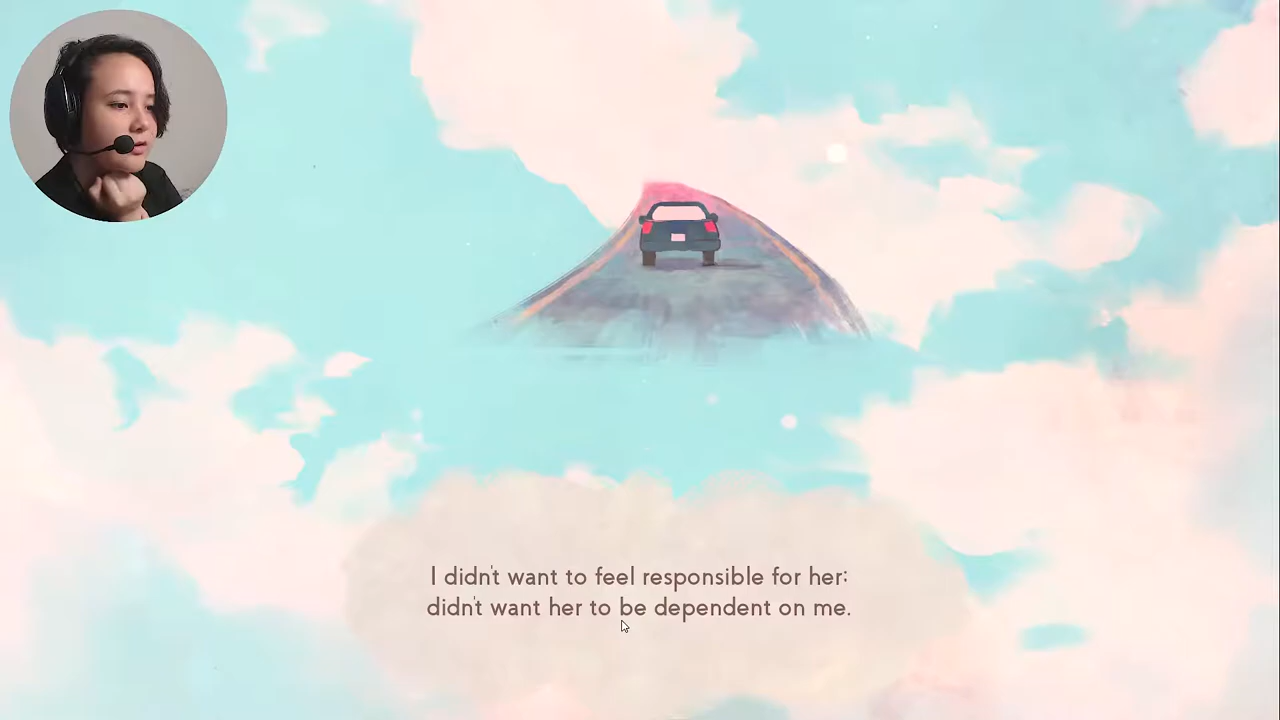 I didn't want to feel responsible for her:
didn't want her to be dependent on me.